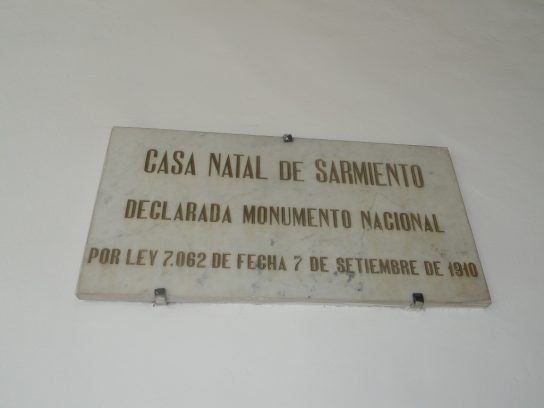 CASA NATAL DE SARMIENTO
DECLARADA MONUMENTO NACIONAL
POR LEY 7.062 DE FECHA 7 DE SETIEMBRE DE 1910